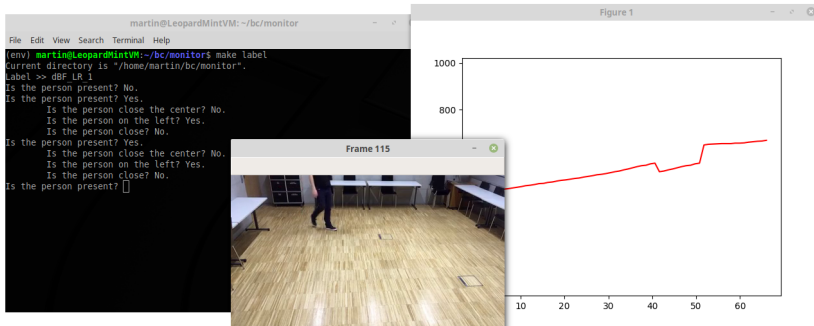 martin@LeopardMintVM: ~/bc/monitor
File Edit View Search Terminal Help
(env) martin@LeopardMintVM:~/bc/monitor$ make label
Current directory is "/home/martin/bc/monitor".
Label >> dBF_LR_1
Is the person present? No.
Is the person present? Yes.
Is the person close the center? No.
Is the person on the left? Yes.
Is the person close? No.
Is the person present? Yes.
Is the person close the center? No.
Is the person on the left? Yes.
Is the person close? No.
Is the person present?
Frame 115
Figure 1
1000
800
10 20 30 40 50 60